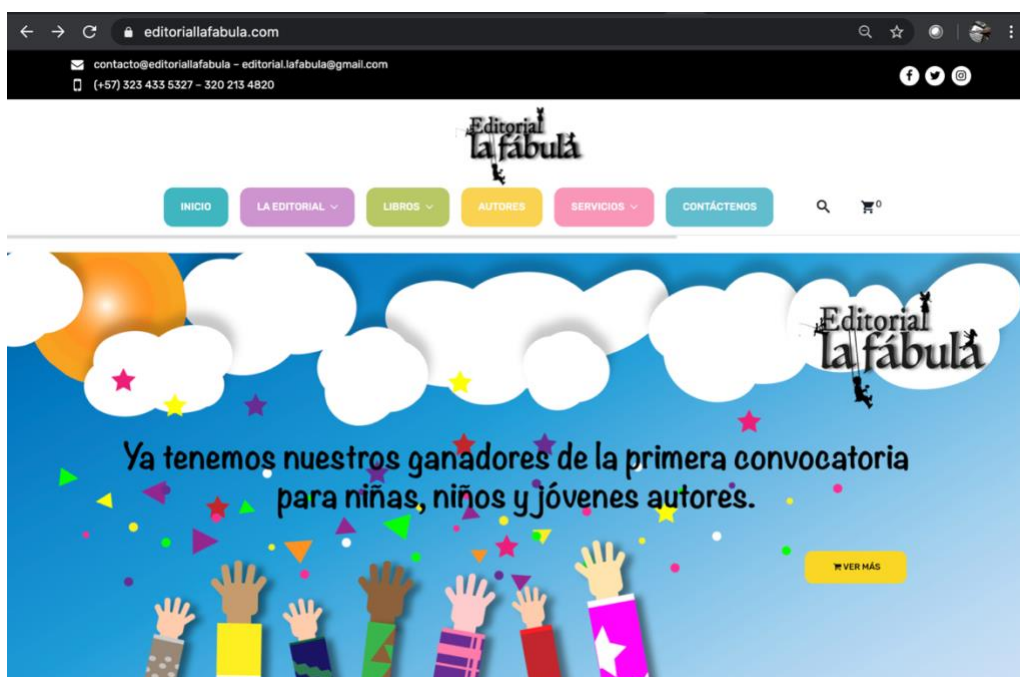 editoriallafabula.com
contacto@editoriallafabula – editorial.lafabula@gmail.com
(+57) 323 433 5327 – 320 213 4820
Editorial
la fábula
INICIO
LA EDITORIAL
LIBROS
AUTORES
SERVICIOS
CONTÁCTENOS
0
Editorial
la fábula
Ya tenemos nuestros ganadores de la primera convocatoria
para niñas, niños y jóvenes autores.
VER MÁS